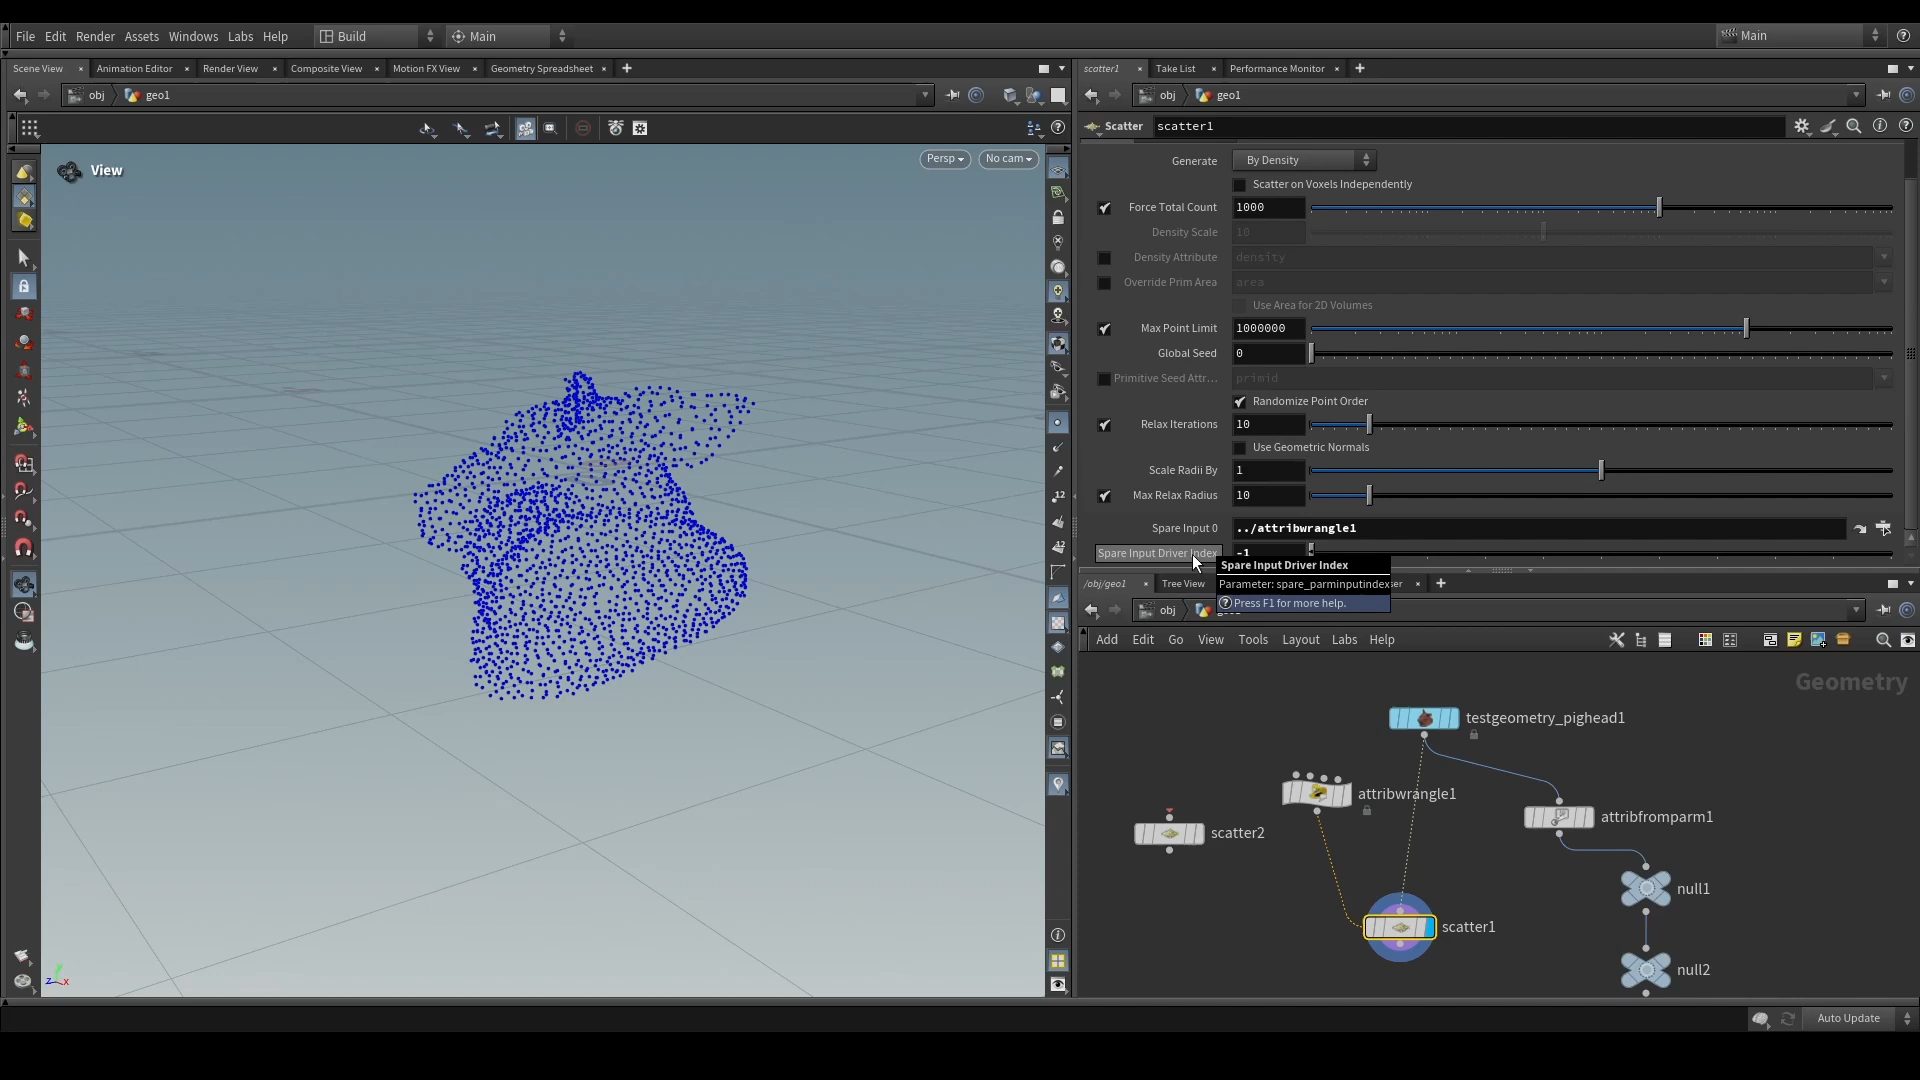 File Edit Render Assets Windows Labs Help Build Main Main
Scene View Animation Editor Render View Composite View Motion FX View Geometry Spreadsheet
scatter1 Take List Performance Monitor
obj geo1
obj geo1
Scatter scatter1
View
Persp No cam
Generate By Density
Scatter on Voxels Independently
Force Total Count 1000
Density Scale 10
Density Attribute density
Override Prim Area area
Use Area for 2D Volumes
Max Point Limit 1000000
Global Seed 0
Primitive Seed Attr... primid
Randomize Point Order
Relax Iterations 10
Use Geometric Normals
Scale Radii By 1
Max Relax Radius 10
Spare Input 0 ../attribwrangle1
Spare Input Driver Index -1
Spare Input Driver Index
Parameter: spare_parminputindex
Press F1 for more help.
/obj/geo1 Tree View
obj
Add Edit Go View Tools Layout Labs Help
Geometry
testgeometry_pighead1
attribwrangle1
attribfromparm1
scatter2
null1
scatter1
null2
12
12
z x
Auto Update